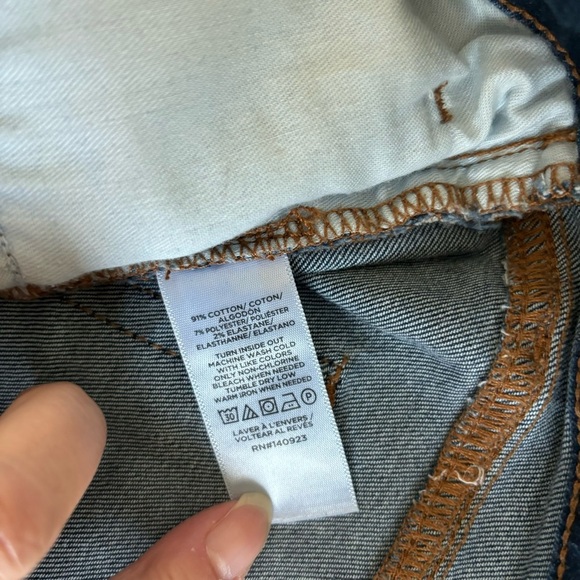 91% COTTON/ COTON/
ALGODON
7% POLYESTER/ POLIÉSTER
2% ELASTANE/
ELASTHANNE/ ELASTANO
TURN INSIDE OUT
MACHINE WASH COLD
WITH LIKE COLORS
ONLY NON-CHLORINE
BLEACH WHEN NEEDED
TUMBLE DRY LOW
WARM IRON WHEN NEEDED
30
LAVER À L'ENVERS/
VOLTEAR AL REVÉS
RN#140923